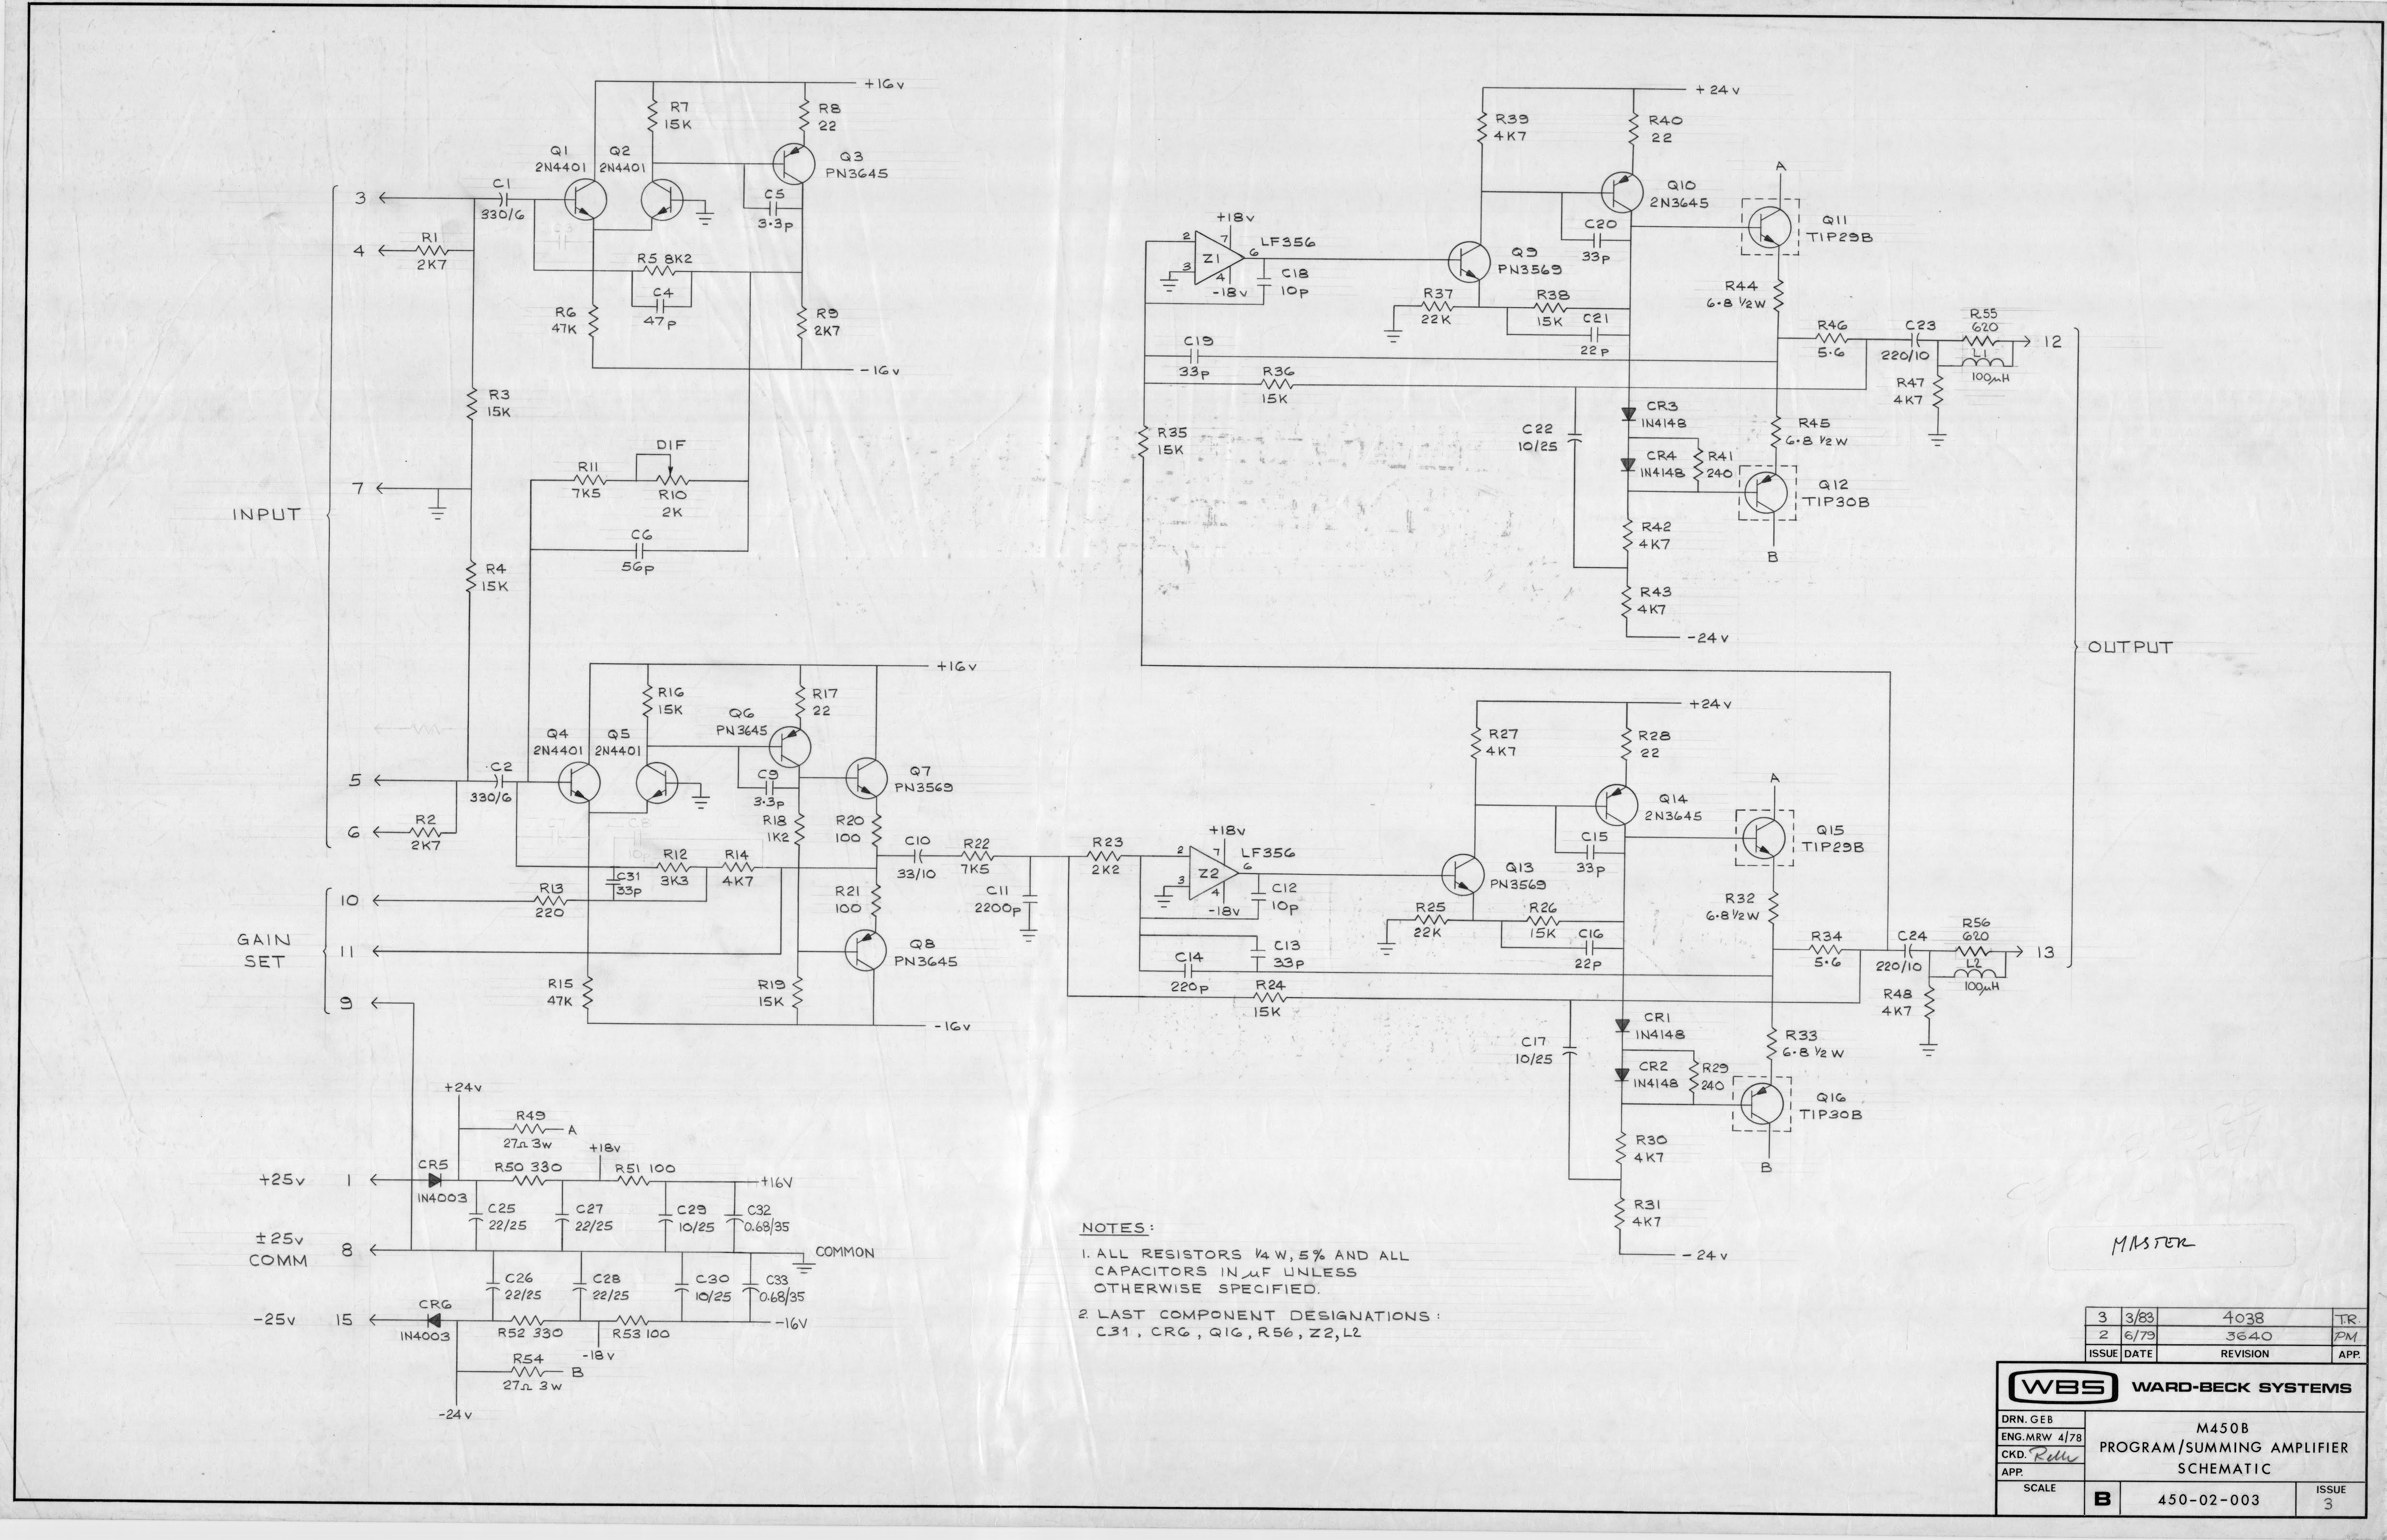 +16v
R7
15K
R8
22
Q1
2N4401
Q2
2N4401
Q3
PN3645
C5
3.3p
3
C1
330/6
4
R1
2K7
R5 8K2
C4
47p
R6
47K
R9
2K7
-16v
R3
15K
DIF
R11
7K5
R10
2K
7
INPUT
C6
56p
R4
15K
+16v
R16
15K
R17
22
Q6
PN3645
Q4
2N4401
Q5
2N4401
5
C2
330/6
C9
3.3p
Q7
PN3569
6
R2
2K7
R18
1K2
R20
100
C10
33/10
R22
7K5
R12
3K3
R14
4K7
C31
33p
R13
220
10
R21
100
C11
2200p
GAIN
SET
11
Q8
PN3645
9
R15
47K
R19
15K
-16v
+24v
R39
4K7
R40
22
A
Q10
2N3645
Q11
TIP29B
+18v
2
7
LF356
Z1
6
3
4
-18v
C18
10p
Q9
PN3569
C20
33p
R37
22K
R38
15K
C21
22p
R44
6.8 1/2W
C19
33p
R36
15K
R46
5.6
C23
220/10
R55
620
L1
100μH
12
R47
4K7
R35
15K
C22
10/25
CR3
1N4148
CR4
1N4148
R41
240
R45
6.8 1/2W
Q12
TIP30B
B
R42
4K7
R43
4K7
-24v
OUTPUT
+24v
R27
4K7
R28
22
A
Q14
2N3645
Q15
TIP29B
R23
2K2
+18v
2
7
LF356
Z2
6
3
4
-18v
C12
10p
Q13
PN3569
C15
33p
R25
22K
R26
15K
C16
22p
R32
6.8 1/2W
C13
33p
C14
220p
R24
15K
R34
5.6
C24
220/10
R56
620
L2
100μH
13
R48
4K7
C17
10/25
CR1
1N4148
CR2
1N4148
R29
240
R33
6.8 1/2W
Q16
TIP30B
B
R30
4K7
R31
4K7
-24v
+24v
R49
27Ω 3W
A
+18v
CR5
1N4003
R50 330
R51 100
+16V
+25v 1
C25
22/25
C27
22/25
C29
10/25
C32
0.68/35
±25v
COMM
8
COMMON
C26
22/25
C28
22/25
C30
10/25
C33
0.68/35
-25v 15
CR6
1N4003
R52 330
R53 100
-16V
-18v
R54
27Ω 3W
B
-24v
NOTES:
1. ALL RESISTORS 1/4 W, 5% AND ALL
CAPACITORS IN μF UNLESS
OTHERWISE SPECIFIED.
2. LAST COMPONENT DESIGNATIONS:
C31, CR6, Q16, R56, Z2, L2
MASTER
3 3/83 4038 T.R.
2 6/79 3640 PM
ISSUE DATE REVISION APP.
WBS WARD-BECK SYSTEMS
DRN. GEB
ENG. MRW 4/78
CKD.
APP.
SCALE
M450B
PROGRAM/SUMMING AMPLIFIER
SCHEMATIC
B 450-02-003
ISSUE
3